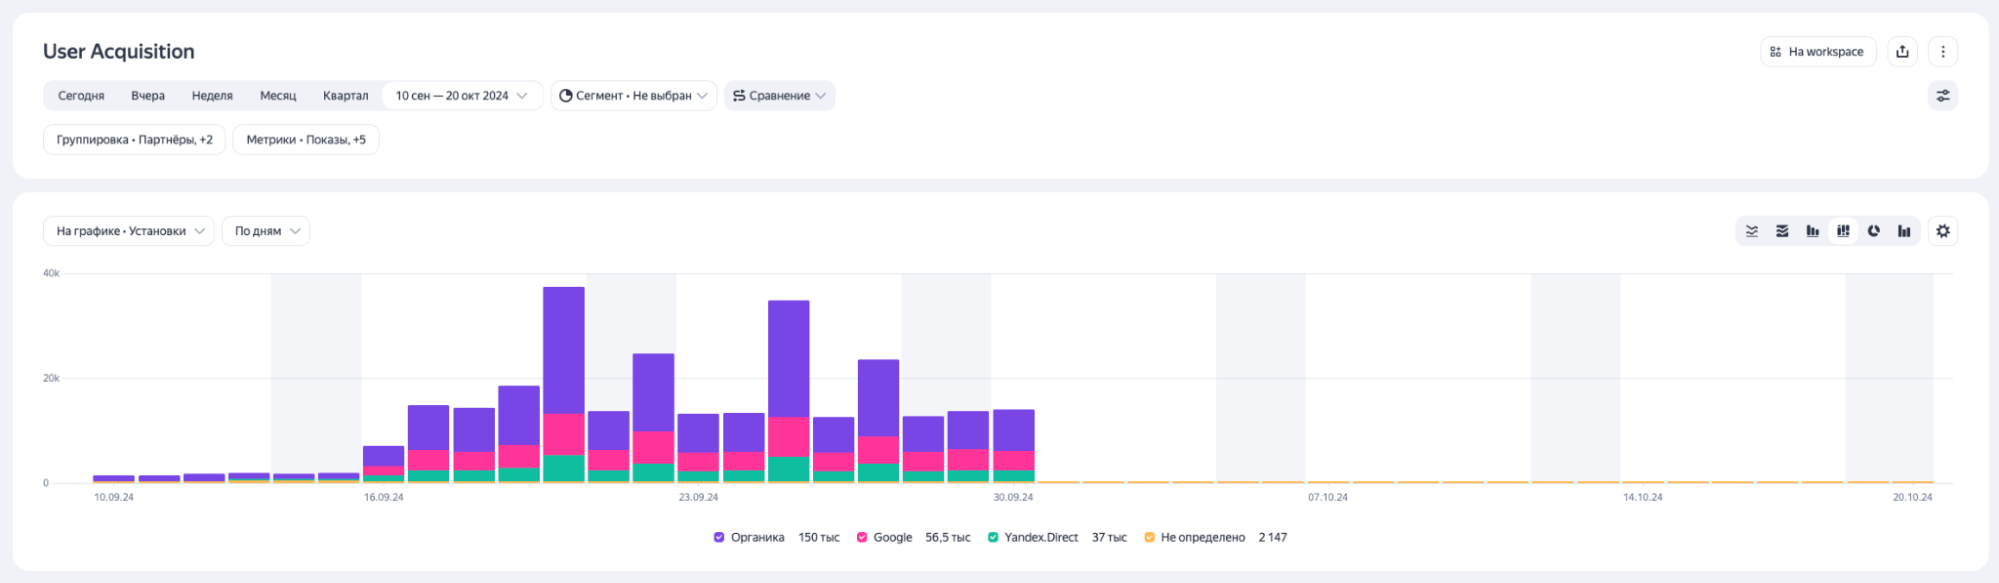 User Acquisition
На workspace
Сегодня Вчера Неделя Месяц Квартал 10 сен — 20 окт 2024 Сегмент • Не выбран Сравнение
Группировка • Партнёры, +2 Метрики • Показы, +5
На графике • Установки По дням
40k
20k
0
10.09.24 16.09.24 23.09.24 30.09.24 07.10.24 14.10.24 20.10.24
Органика 150 тыс Google 56,5 тыс Yandex.Direct 37 тыс Не определено 2 147